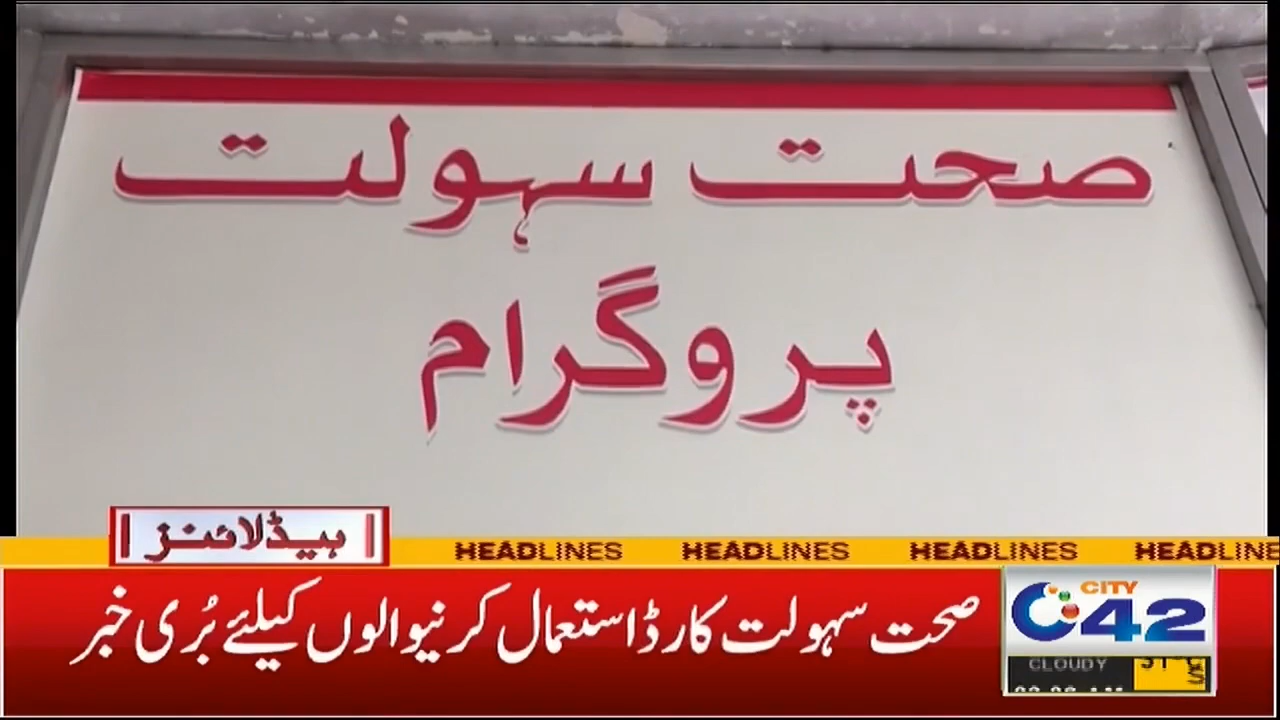 صحت سہولت
پروگرام
ہیڈلائنز
HEADLINES HEADLINES HEADLINES HEADLINE
صحت سہولت کارڈ استعمال کرنیوالوں کیلئے بُری خبر
CITY
42
CLOUDY